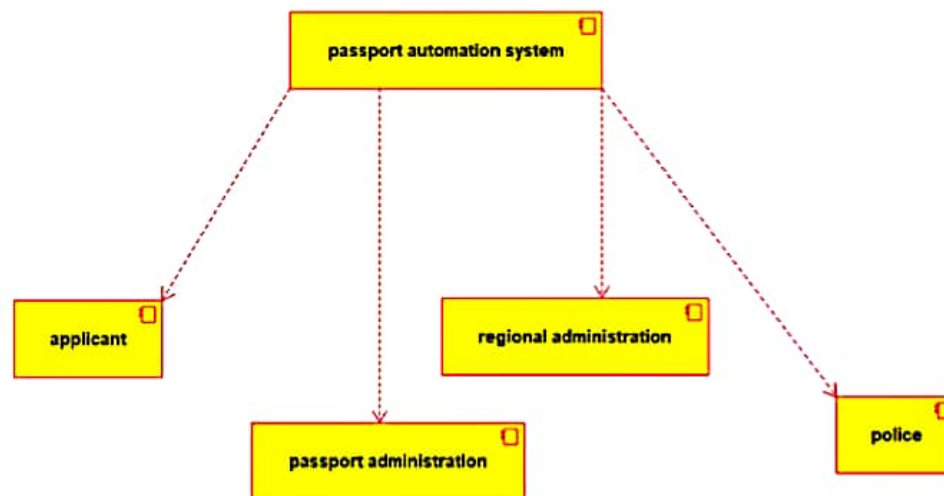 passport automation system
applicant
regional administration
passport administration
police